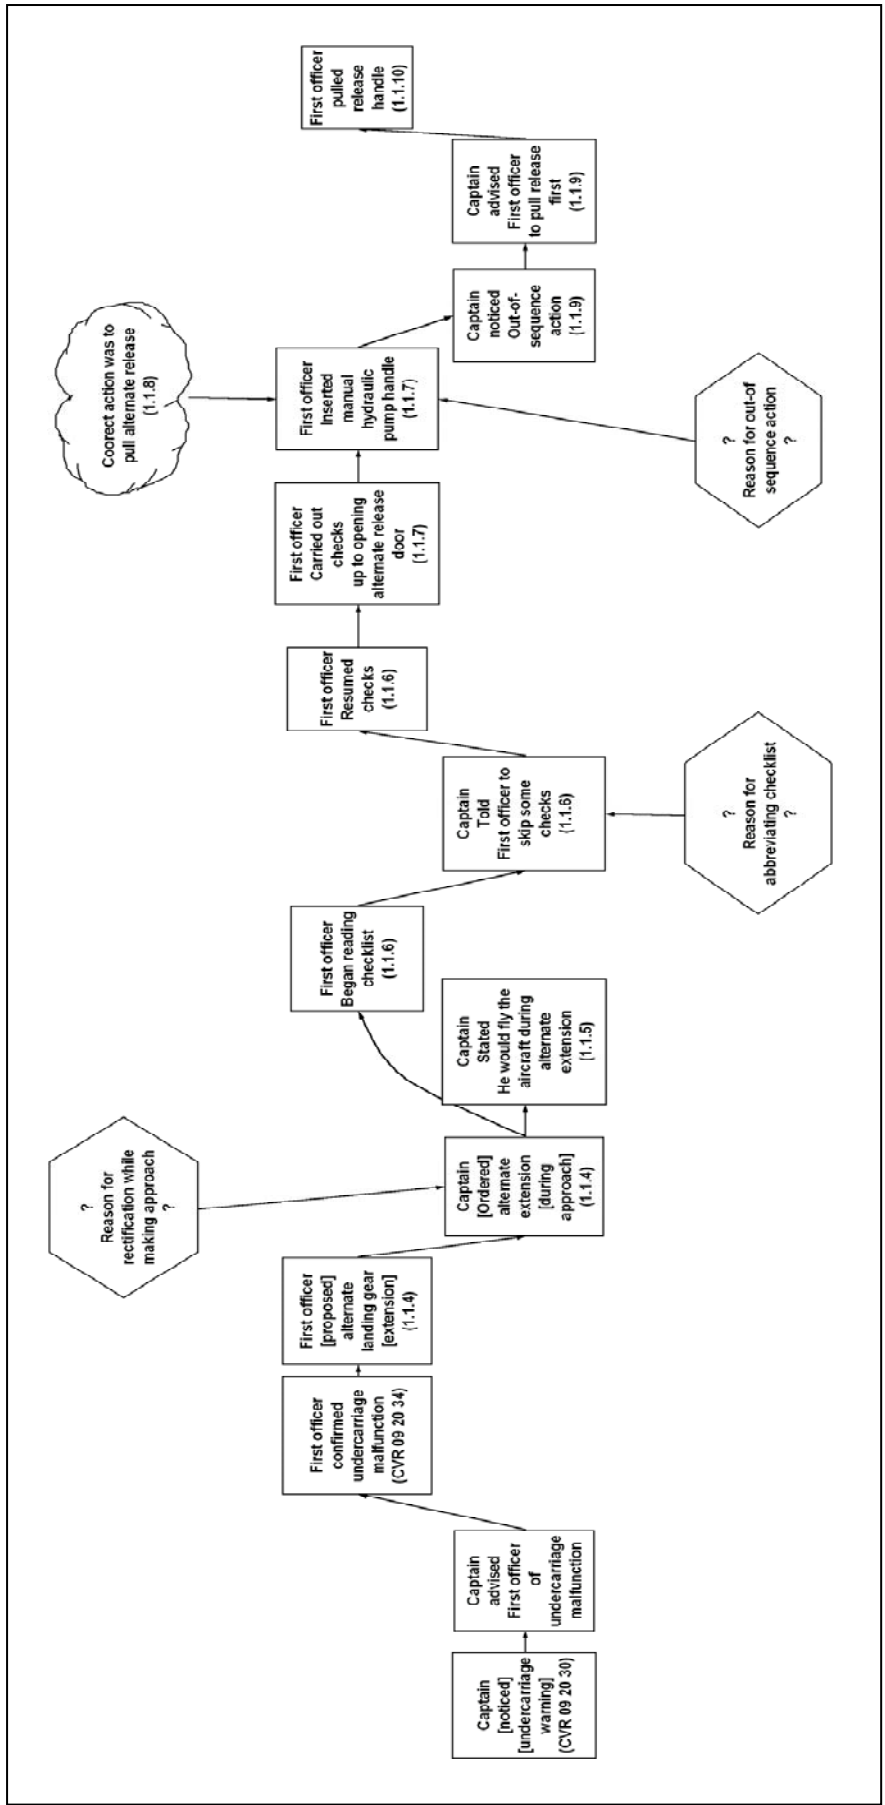 Captain
[noticed]
[undercarriage
warning]
(CVR 09 20 30)
Captain
advised
First officer
of
undercarriage
malfunction
First officer
confirmed
undercarriage
malfunction
(CVR 09 20 34)
First officer
[proposed]
alternate
landing gear
[extension]
(1.1.4)
?
Reason for
rectification while
making approach
?
Captain
[Ordered]
alternate
extension
[during
approach]
(1.1.4)
Captain
Stated
He would fly the
aircraft during
alternate
extension
(1.1.5)
First officer
Began reading
checklist
(1.1.6)
Captain
Told
First officer to
skip some
checks
(1.1.6)
?
Reason for
abbreviating checklist
?
First officer
Resumed
checks
(1.1.6)
First officer
Carried out
checks
up to opening
alternate release
door
(1.1.7)
Coorect action was to
pull alternate release
(1.1.8)
First officer
Inserted
manual
hydraulic
pump handle
(1.1.7)
?
Reason for out-of
sequence action
?
Captain
noticed
Out-of-
sequence
action
(1.1.9)
Captain
advised
First officer
to pull release
first
(1.1.9)
First officer
pulled
release
handle
(1.1.10)